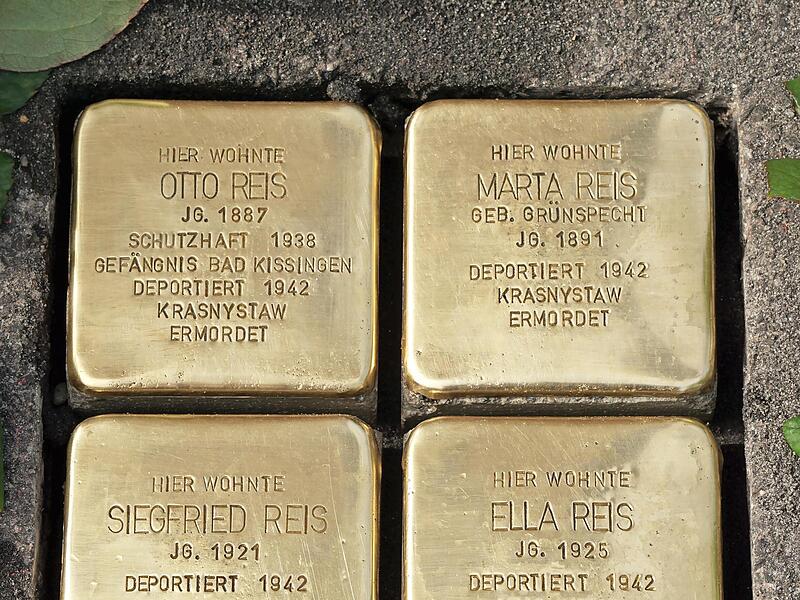 HIER WOHNTE
OTTO REIS
JG. 1887
SCHUTZHAFT 1938
GEFÄNGNIS BAD KISSINGEN
DEPORTIERT 1942
KRASNYSTAW
ERMORDET
HIER WOHNTE
MARTA REIS
GEB. GRÜNSPECHT
JG. 1891
DEPORTIERT 1942
KRASNYSTAW
ERMORDET
HIER WOHNTE
SIEGFRIED REIS
JG. 1921
DEPORTIERT 1942
HIER WOHNTE
ELLA REIS
JG. 1925
DEPORTIERT 1942